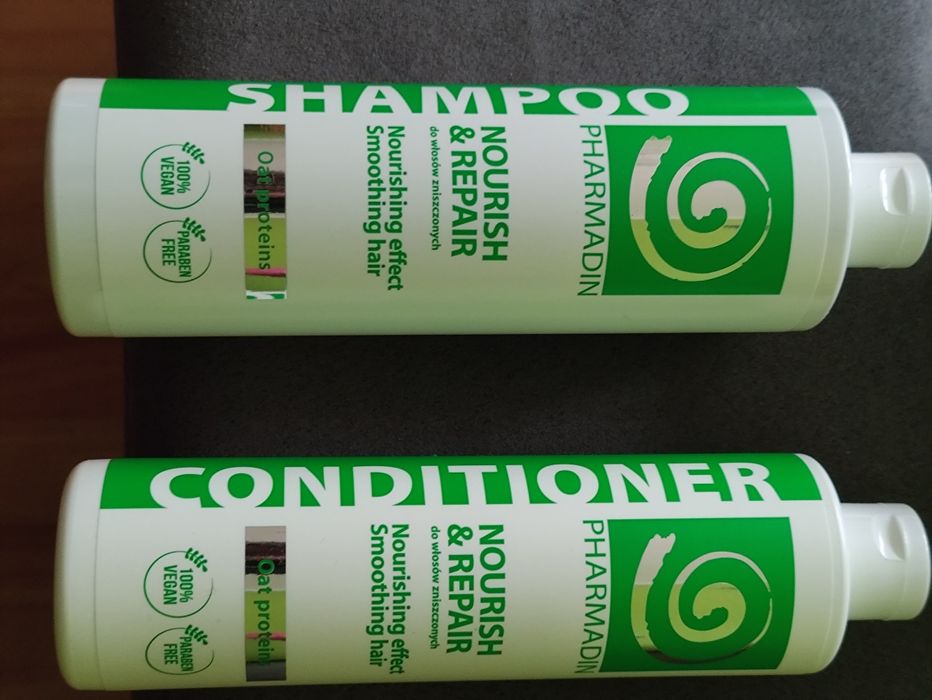 SHAMPOO
PHARMADIN
NOURISH
& REPAIR
do włosów zniszczonych
Nourishing effect
Smoothing hair
Oat proteins
100%
VEGAN
PARABEN
FREE
CONDITIONER
PHARMADIN
NOURISH
& REPAIR
do włosów zniszczonych
Nourishing effect
Smoothing hair
Oat proteins
100%
VEGAN
PARABEN
FREE